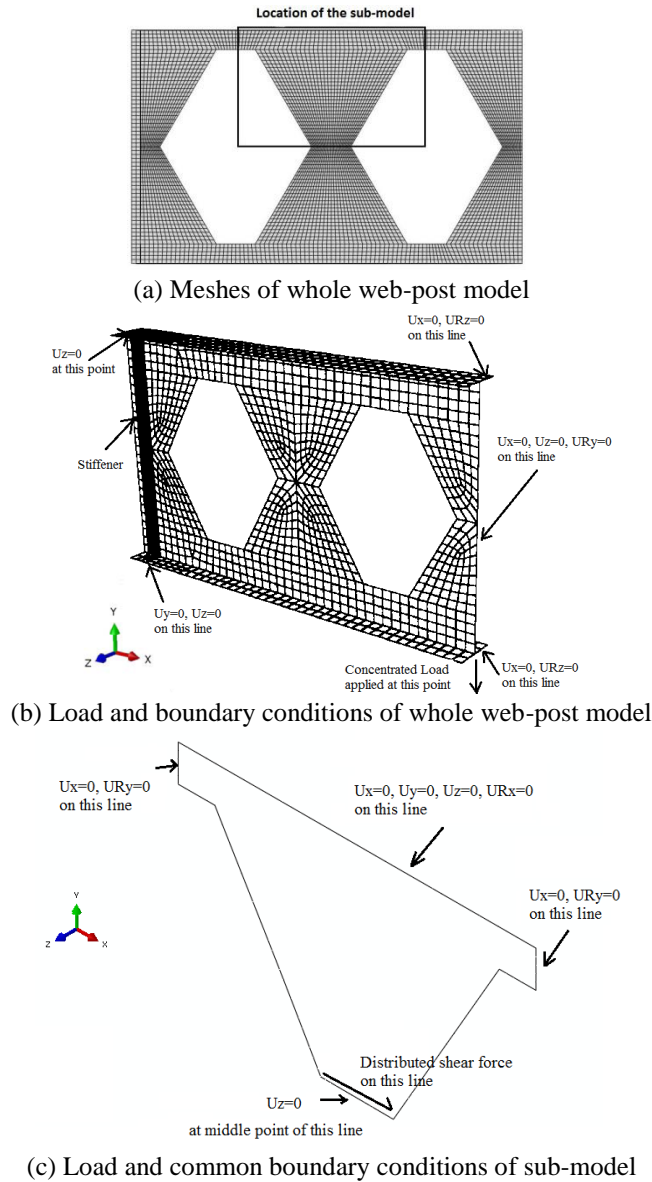 Location of the sub-model
(a) Meshes of whole web-post model
Ux=0, URz=0
on this line
Uz=0
at this point
Ux=0, Uz=0, URy=0
on this line
Stiffener
Uy=0, Uz=0
on this line
Y
Z
X
Concentrated Load
applied at this point
Ux=0, URz=0
on this line
(b) Load and boundary conditions of whole web-post model
Ux=0, URy=0
on this line
Ux=0, Uy=0, Uz=0, URx=0
on this line
Ux=0, URy=0
on this line
Y
Z
X
Distributed shear force
on this line
Uz=0
at middle point of this line
(c) Load and common boundary conditions of sub-model